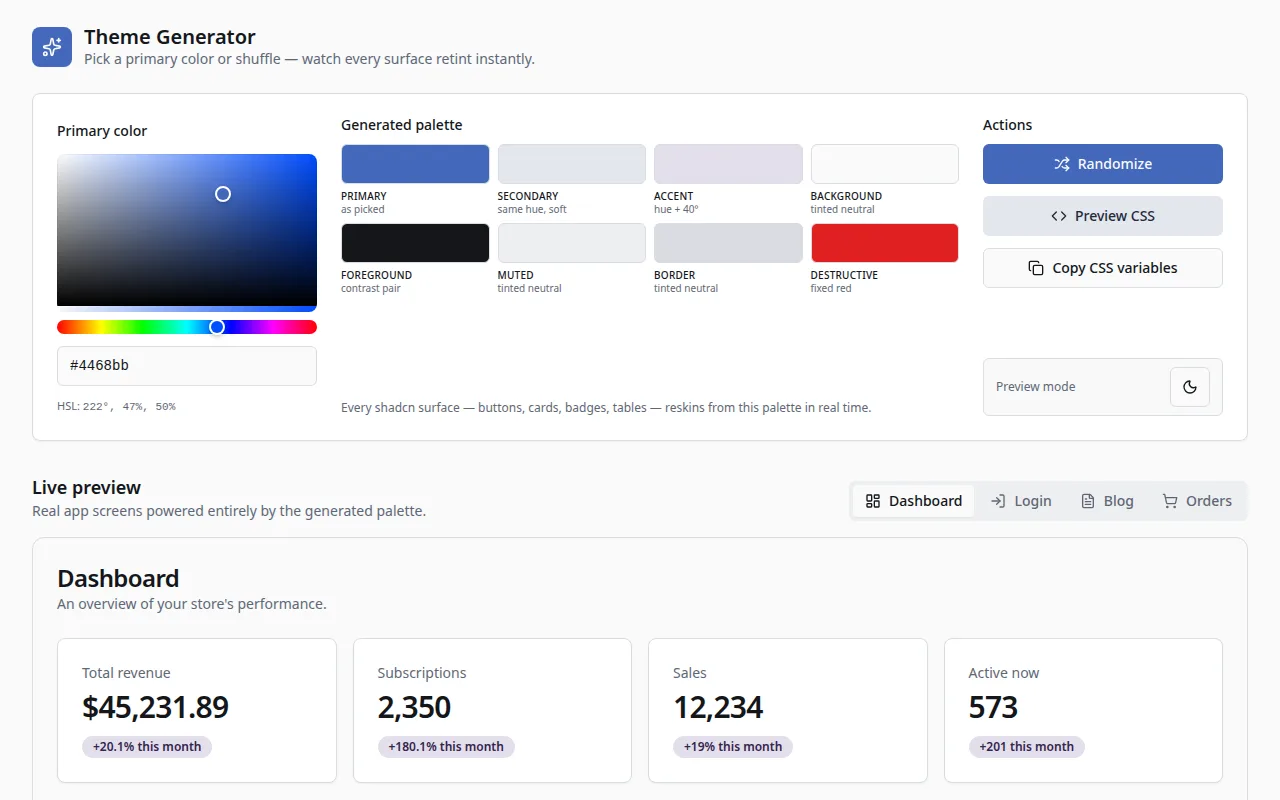 Theme Generator
Pick a primary color or shuffle — watch every surface retint instantly.
Primary color
#4468bb
HSL: 222°, 47%, 50%
Generated palette
PRIMARY
as picked
SECONDARY
same hue, soft
ACCENT
hue + 40°
BACKGROUND
tinted neutral
FOREGROUND
contrast pair
MUTED
tinted neutral
BORDER
tinted neutral
DESTRUCTIVE
fixed red
Every shadcn surface — buttons, cards, badges, tables — reskins from this palette in real time.
Actions
Randomize
Preview CSS
Copy CSS variables
Preview mode
Live preview
Real app screens powered entirely by the generated palette.
Dashboard
Login
Blog
Orders
Dashboard
An overview of your store's performance.
Total revenue
$45,231.89
+20.1% this month
Subscriptions
2,350
+180.1% this month
Sales
12,234
+19% this month
Active now
573
+201 this month